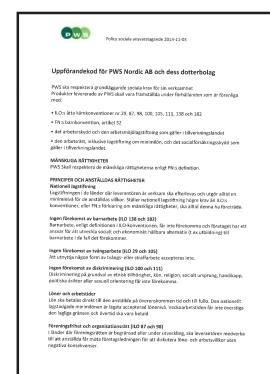 PWS
Policy sociala ansvarstagande 2014-11-03
Uppförandekod för PWS Nordic AB och dess dotterbolag
PWS ska respektera grundläggande sociala krav för sin verksamhet
Produkter levererade av PWS skall vara framställda under förhållanden som är förenliga
med:
• ILO:s åtta kärnkonventioner nr 29, 87, 98, 100, 105, 111, 138 och 182
• FN:s barnkonvention, artikel 32
• det arbetarskydd och den arbetsmiljölagstiftning som gäller i tillverkningslandet
• den arbetsrätt, inklusive lagstiftning om minimilön, och det socialförsäkringsskydd som
gäller i tillverkningslandet.
MÄNSKLIGA RÄTTIGHETER
PWS Skall respektera de mänskliga rättigheterna enligt FN:s definition.
PRINCIPER OCH ANSTÄLLDAS RÄTTIGHETER
Nationell lagstiftning
Lagstiftningen i de länder där leverantören är verksam ska efterlevas och utgör alltid en
miniminivå för de anställdas villkor. Ställer nationell lagstiftning högre krav än ILO:s
konventioner, eller FN:s förklaring om mänskliga rättigheter, ska alltid denna ha företräde.
Ingen förekomst av barnarbete (ILO 138 och 182)
Barnarbete, enligt definitionen i ILO-konventionen, får inte förekomma och företaget har ett
ansvar för att utveckla socialt och ekonomiskt hållbara alternativ (t.ex utbildning) till
barnarbete i de fall det förekommer.
Ingen förekomst av tvångsarbete (ILO 29 och 105)
Att utnyttja någon form av tvångs- eller straffarbete accepteras inte.
Ingen förekomst av diskriminering (ILO 100 och 111)
Diskriminering på grundval av etnisk tillhörighet, kön, religion, socialt ursprung, handikapp,
politiska åsikter eller sexuell orientering får inte förekomma.
Löner och arbetstider
Lön ska betalas direkt till den anställda på överenskommen tid och till fullo. Den nationellt
lagstadgade minimilönen är lägsta accepterad lönenivå. Veckoarbetstiden får inte överstiga
den lagliga gränsen och övertid ska vara betald.
Föreningsfrihet och organisationsrätt (ILO 87 och 98)
I länder där föreningsrätten är begränsad eller under utveckling, ska leverantören medverka
till att anställda får möta företagsledningen för att diskutera löne- och arbetsvillkor utan
negativa konsekvenser.